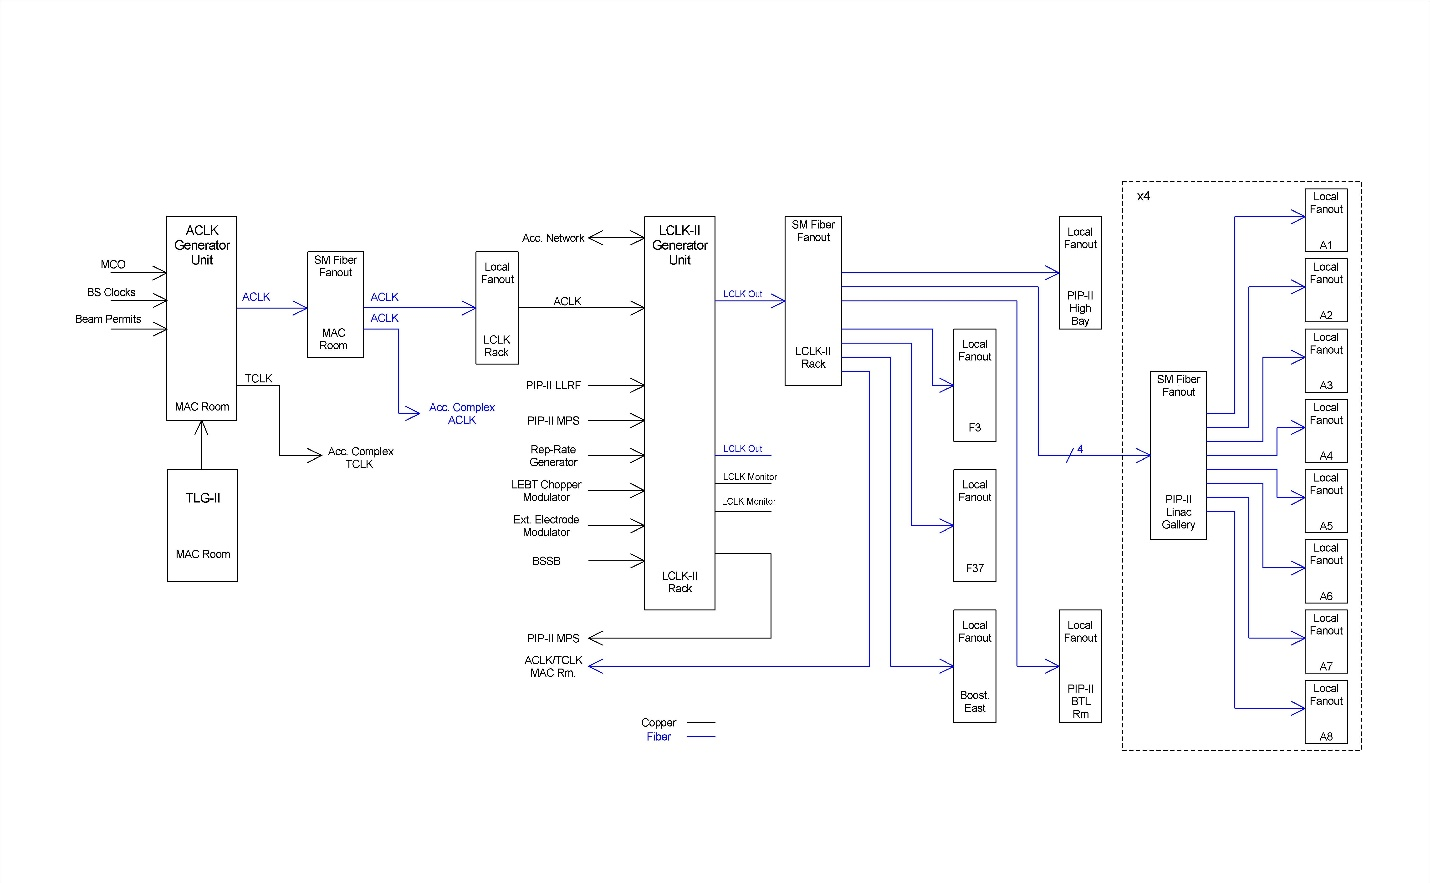 ACLK
Generator
Unit
MAC Room
MCO
BS Clocks
Beam Permits
TLG-II
MAC Room
ACLK
TCLK
Acc. Complex
TCLK
SM Fiber
Fanout
MAC
Room
ACLK
ACLK
Acc. Complex
ACLK
Local
Fanout
LCLK
Rack
ACLK
Acc. Network
PIP-II LLRF
PIP-II MPS
Rep-Rate
Generator
LEBT Chopper
Modulator
Ext. Electrode
Modulator
BSSB
PIP-II MPS
ACLK/TCLK
MAC Rm.
LCLK-II
Generator
Unit
LCLK-II
Rack
LCLK Out
LCLK Out
LCLK Monitor
LCLK Monitor
Copper
Fiber
SM Fiber
Fanout
LCLK-II
Rack
Local
Fanout
F3
Local
Fanout
F37
Local
Fanout
Boost.
East
Local
Fanout
PIP-II
High
Bay
Local
Fanout
PIP-II
BTL
Rm
4
x4
SM Fiber
Fanout
PIP-II
Linac
Gallery
Local
Fanout
A1
Local
Fanout
A2
Local
Fanout
A3
Local
Fanout
A4
Local
Fanout
A5
Local
Fanout
A6
Local
Fanout
A7
Local
Fanout
A8